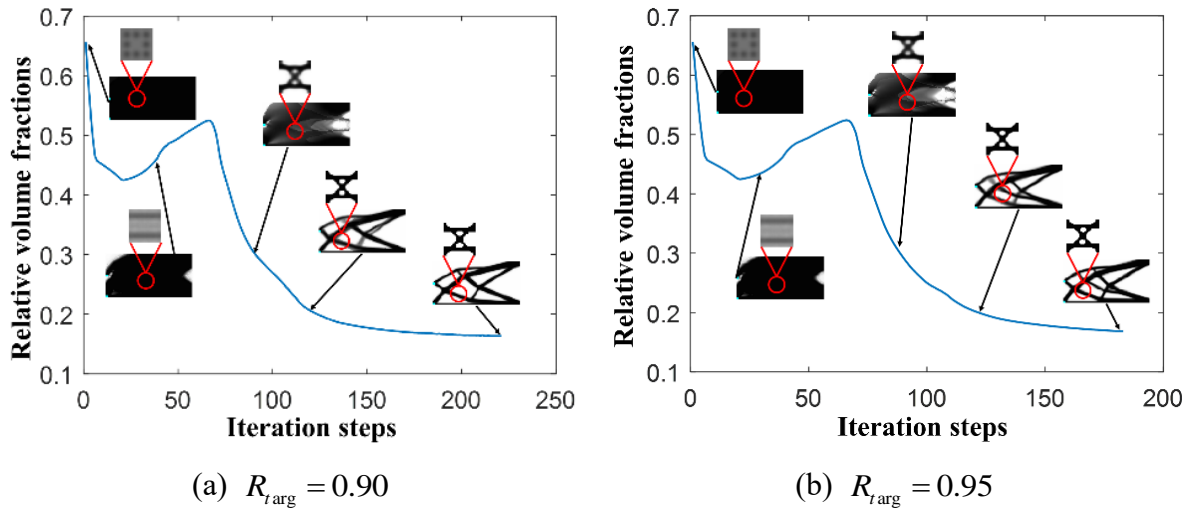 0.7
0.6
0.5
0.4
0.3
0.2
0.1
Relative volume fractions
0 50 100 150 200 250
Iteration steps
(a) R_targ = 0.90
0.7
0.6
0.5
0.4
0.3
0.2
0.1
Relative volume fractions
0 50 100 150 200
Iteration steps
(b) R_targ = 0.95